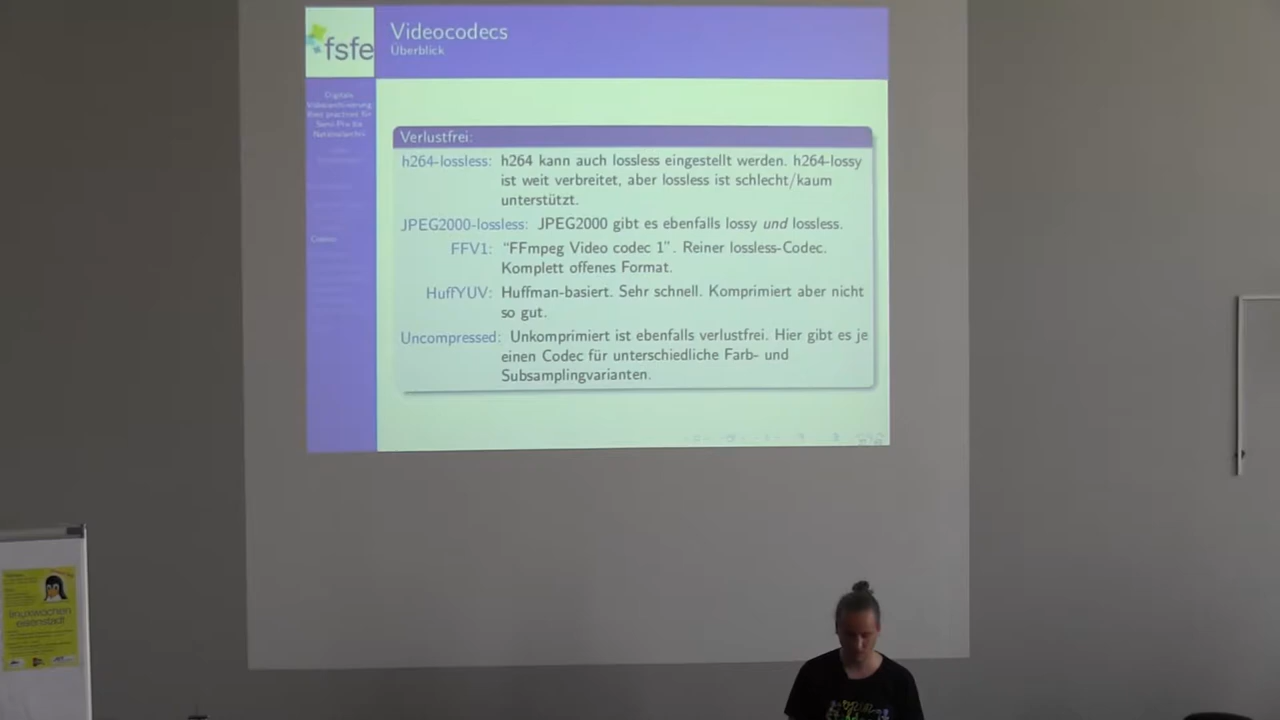 fsfe
Videocodecs
Überblick
Digitale
Videoarchivierung
Verlustfrei:
h264-lossless: h264 kann auch lossless eingestellt werden. h264-lossy
ist weit verbreitet, aber lossless ist schlecht/kaum
unterstützt.
JPEG2000-lossless: JPEG2000 gibt es ebenfalls lossy und lossless.
FFV1: "FFmpeg Video codec 1". Reiner lossless-Codec.
Komplett offenes Format.
HuffYUV: Huffman-basiert. Sehr schnell. Komprimiert aber nicht
so gut.
Uncompressed: Unkomprimiert ist ebenfalls verlustfrei. Hier gibt es je
einen Codec für unterschiedliche Farb- und
Subsamplingvarianten.
linuxwochen
eisenstadt